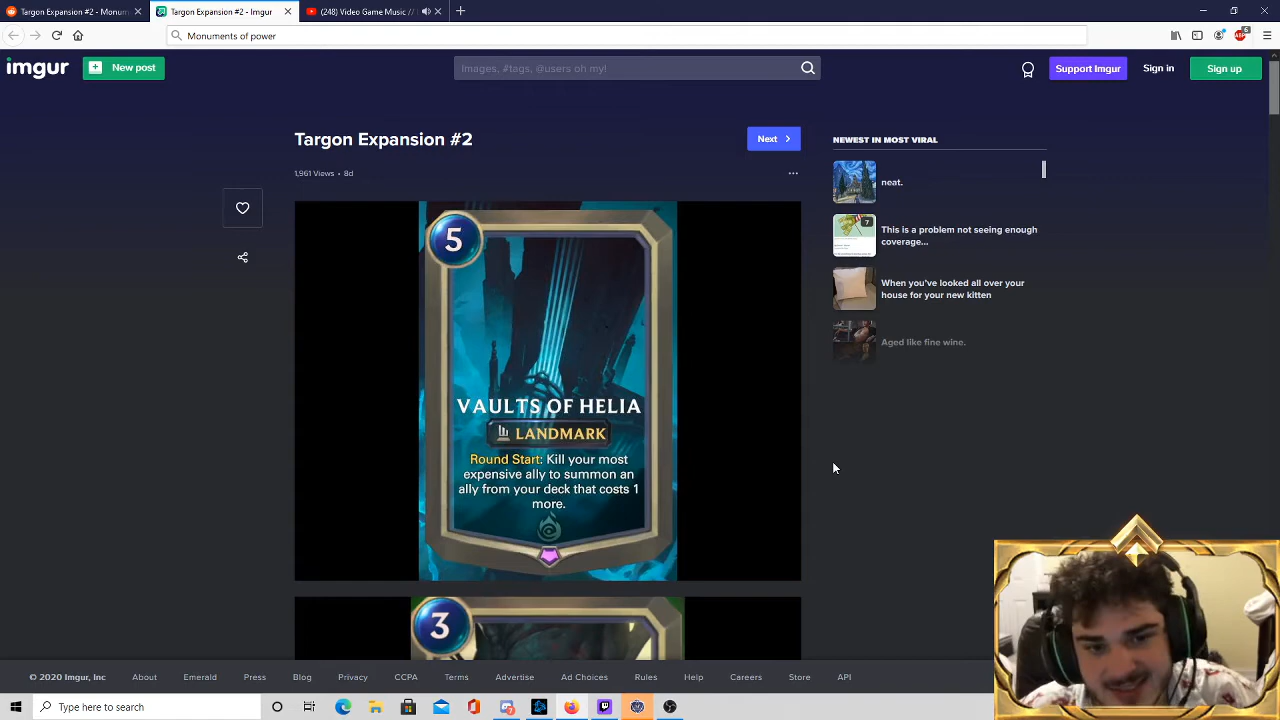 Targon Expansion #2 - Monum
Targon Expansion #2 - Imgur
(248) Video Game Music //
Monuments of power
6
imgur
New post
Images, #tags, @users oh my!
Support Imgur
Sign in
Sign up
Targon Expansion #2
Next
1,961 Views • 8d
5
VAULTS OF HELIA
LANDMARK
Round Start: Kill your most
expensive ally to summon an
ally from your deck that costs 1
more.
3
NEWEST IN MOST VIRAL
neat.
7
This is a problem not seeing enough
coverage...
When you've looked all over your
house for your new kitten
Aged like fine wine.
© 2020 Imgur, Inc
About
Emerald
Press
Blog
Privacy
CCPA
Terms
Advertise
Ad Choices
Rules
Help
Careers
Store
API
Type here to search